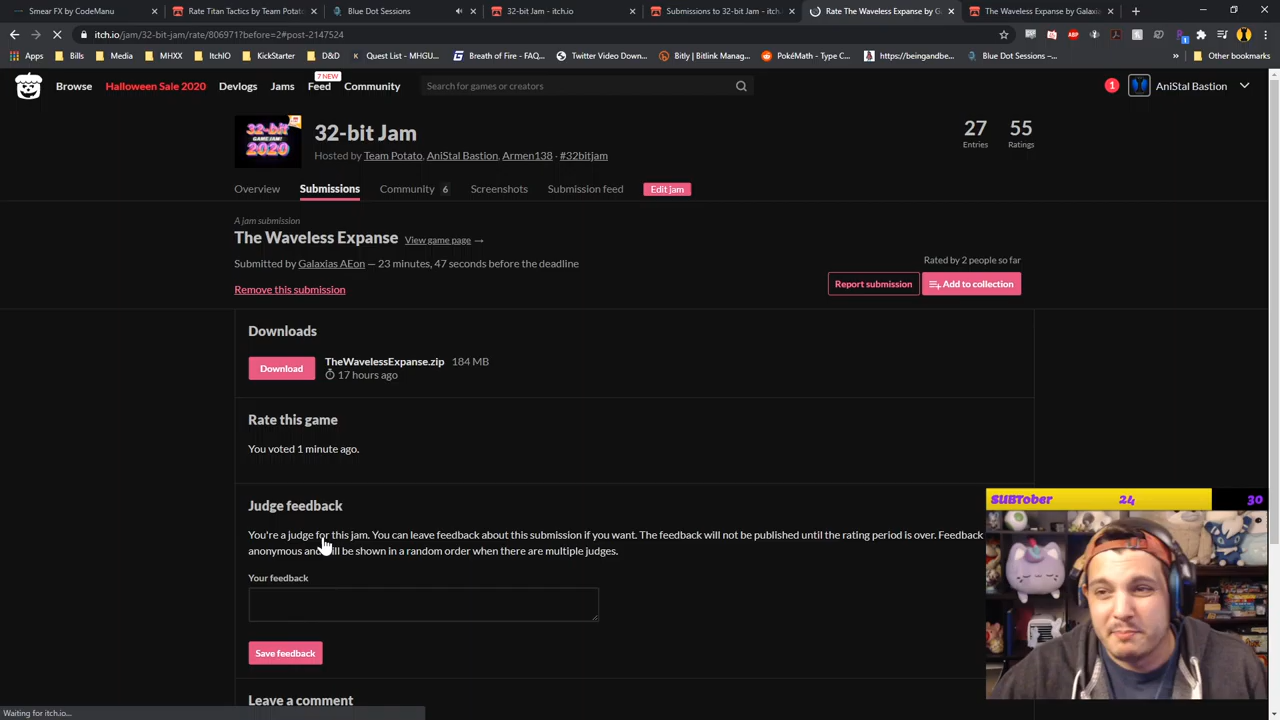 Smear FX by CodeManu
Rate Titan Tactics by Team Potato
Blue Dot Sessions
32-bit Jam - itch.io
Submissions to 32-bit Jam - itch.
Rate The Waveless Expanse by G
The Waveless Expanse by Galaxia
itch.io/jam/32-bit-jam/rate/806971?before=2#post-2147524
Apps
Bills
Media
MHXX
ItchIO
KickStarter
D&D
Quest List – MHGU...
Breath of Fire – FAQ...
Twitter Video Down...
Bitly | Bitlink Manag...
PokéMath - Type C...
https://beingandbe...
Blue Dot Sessions –...
»
Other bookmarks
Browse
Halloween Sale 2020
Devlogs
Jams
7 NEW
Feed
Community
Search for games or creators
1
AniStal Bastion
32-BIT
GAME JAM!
2020
32-bit Jam
Hosted by Team Potato, AniStal Bastion, Armen138 · #32bitjam
27
Entries
55
Ratings
Overview
Submissions
Community 6
Screenshots
Submission feed
Edit jam
A jam submission
The Waveless Expanse
View game page →
Submitted by Galaxias AEon — 23 minutes, 47 seconds before the deadline
Rated by 2 people so far
Remove this submission
Report submission
Add to collection
Downloads
Download
TheWavelessExpanse.zip 184 MB
17 hours ago
Rate this game
You voted 1 minute ago.
Judge feedback
You're a judge for this jam. You can leave feedback about this submission if you want. The feedback will not be published until the rating period is over. Feedback
anonymous and will be shown in a random order when there are multiple judges.
Your feedback
Save feedback
Leave a comment
SUBTober
24
30
Waiting for itch.io...